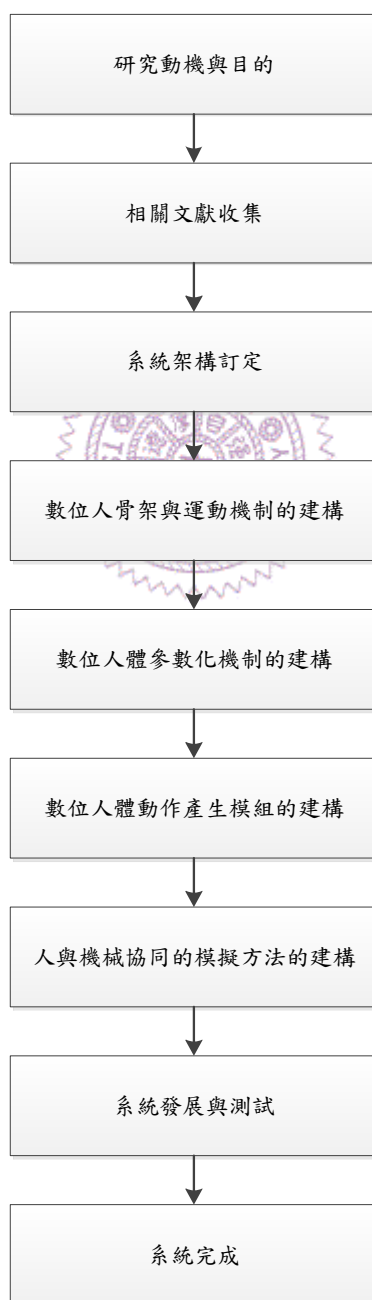 研究動機與目的
相關文獻收集
系統架構訂定
數位人骨架與運動機制的建構
數位人體參數化機制的建構
數位人體動作產生模組的建構
人與機械協同的模擬方法的建構
系統發展與測試
系統完成